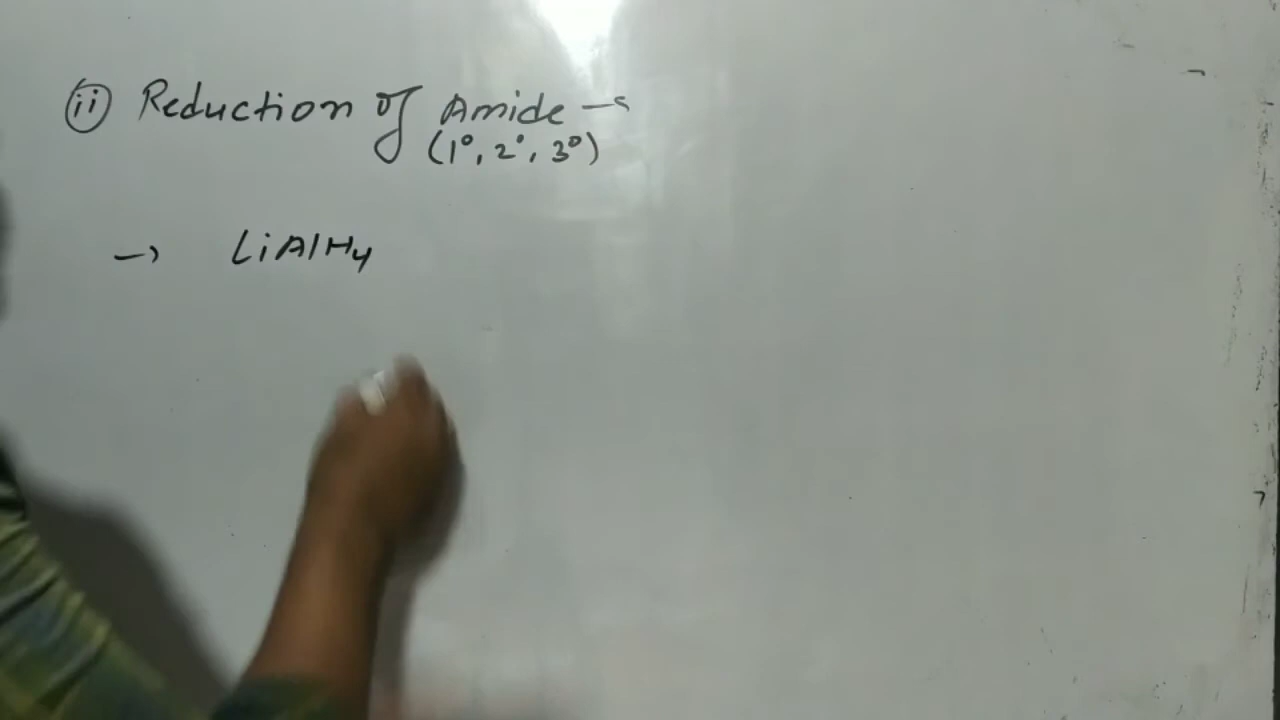 (ii) Reduction of Amide -s
(1°, 2°, 3°)
→ LiAlH4